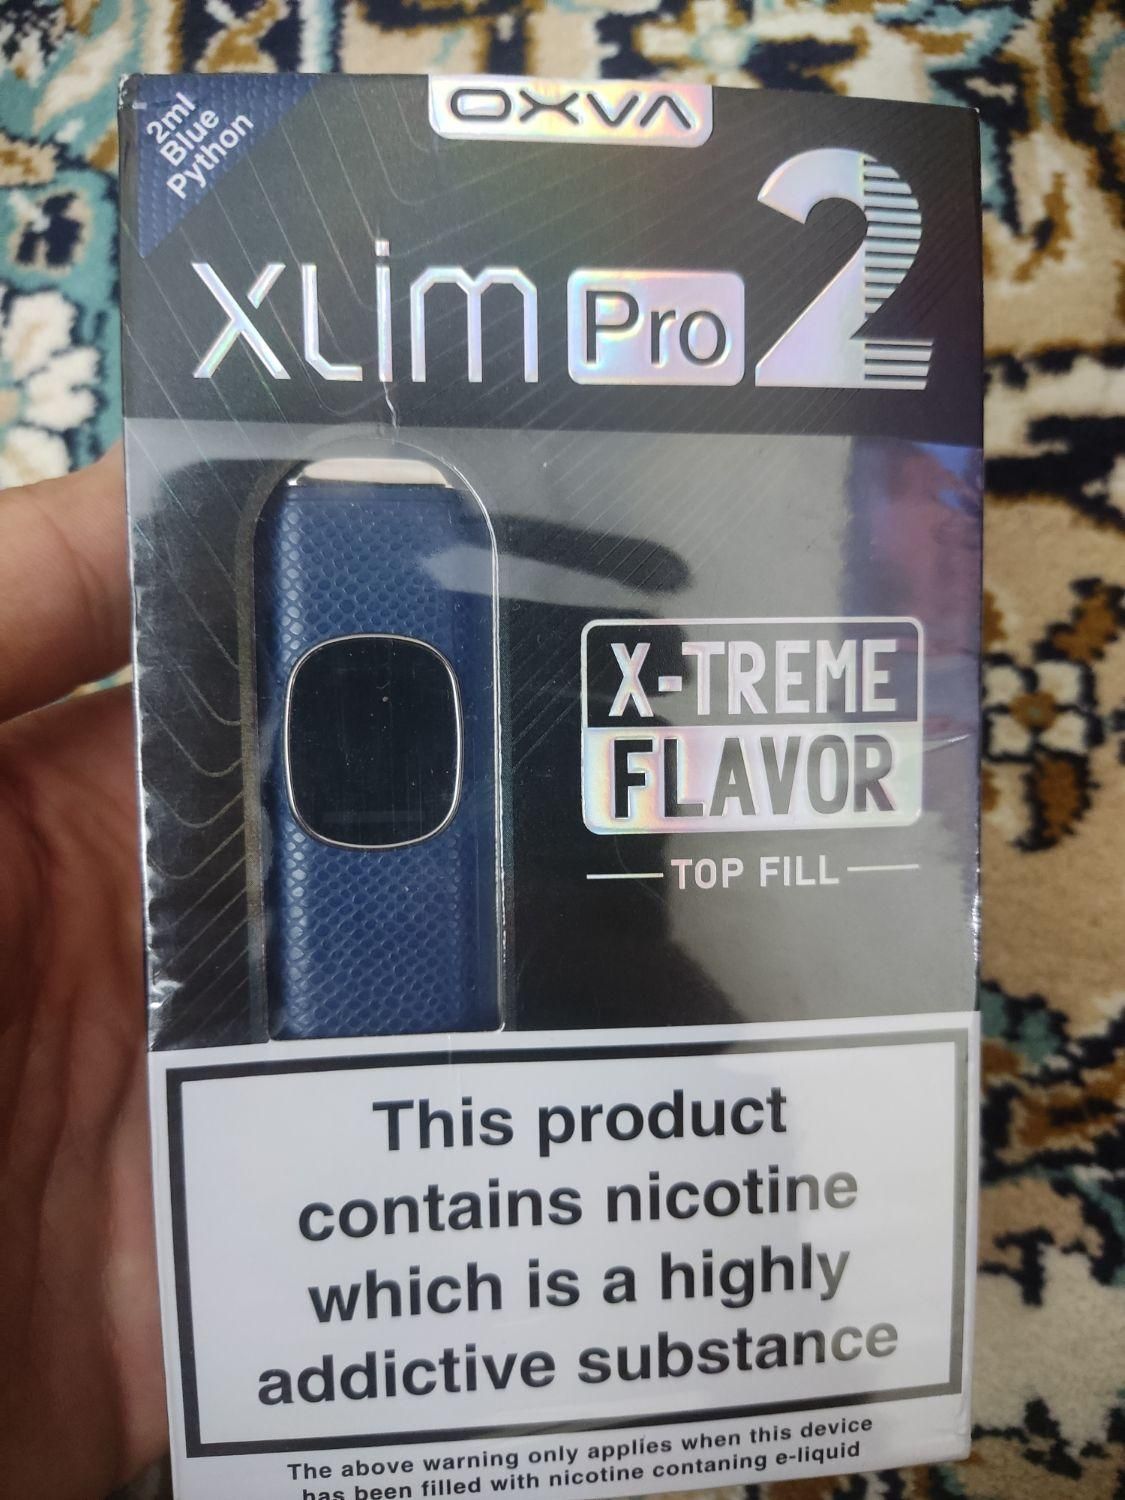 OXVA
2ml
Blue
Python
XLIM Pro 2
X-TREME
FLAVOR
TOP FILL
This product
contains nicotine
which is a highly
addictive substance
The above warning only applies when this device
has been filled with nicotine contaning e-liquid